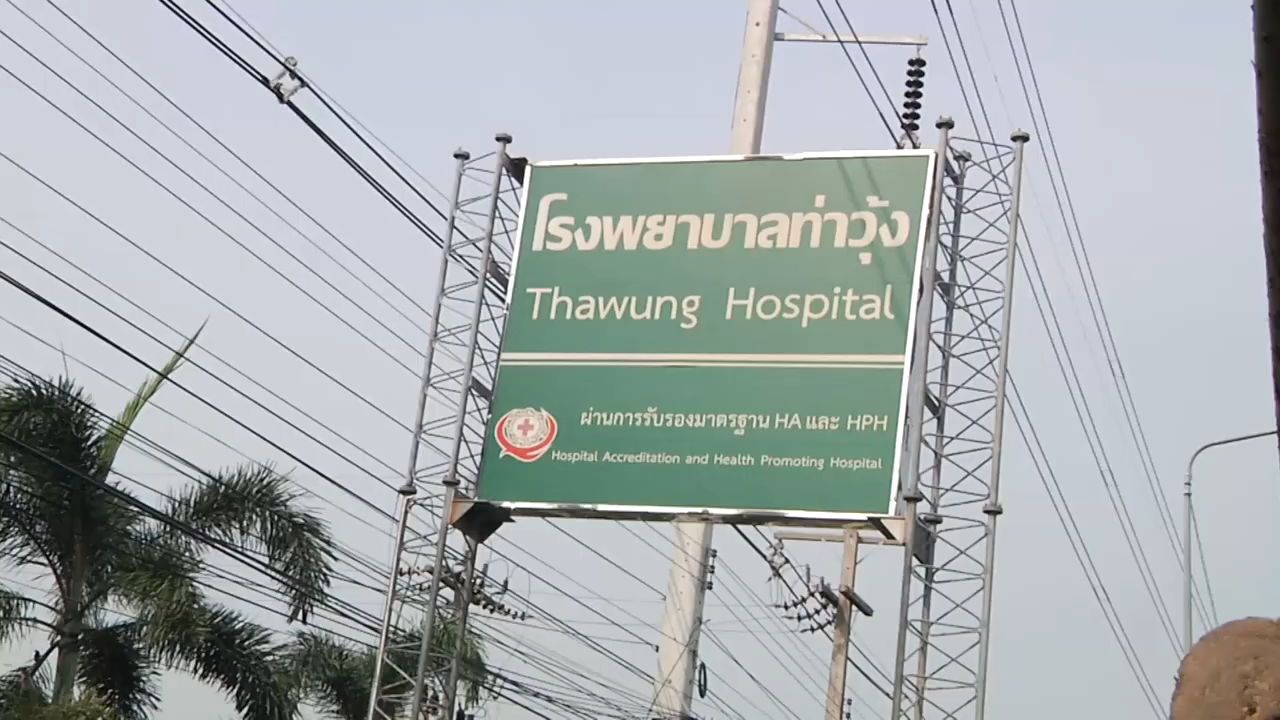 โรงพยาบาลท่าวุ้ง
Thawung Hospital
ผ่านการรับรองมาตรฐาน HA และ HPH
Hospital Accreditation and Health Promoting Hospital